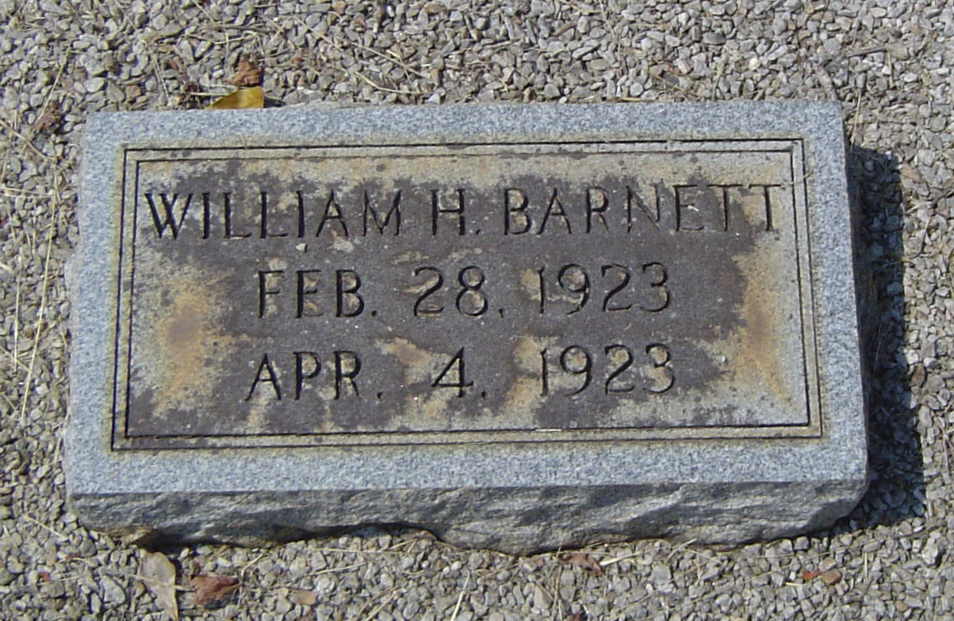 WILLIAM H. BARNETT
FEB. 28, 1923
APR. 4, 1923